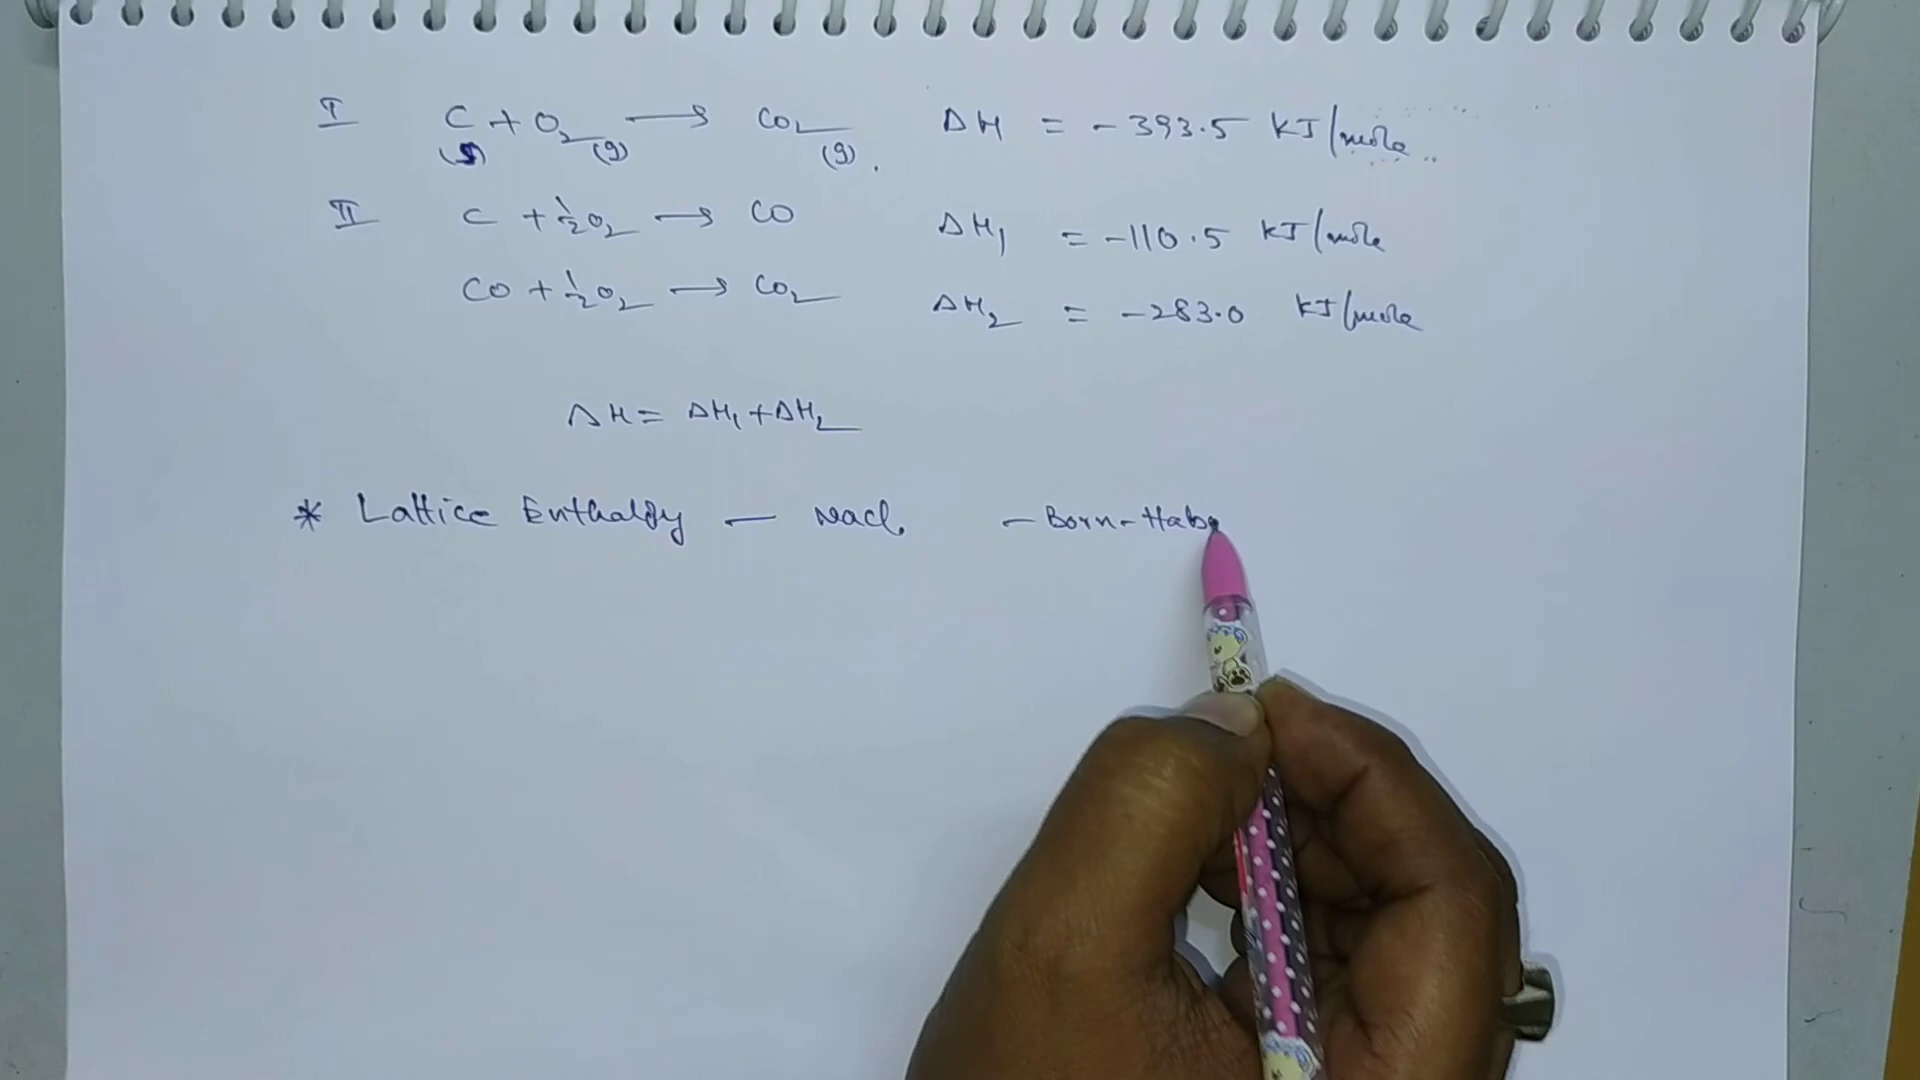 I C(s) + O₂(g) → CO₂(g). ΔH = -393.5 KJ/mole
II C + ½O₂ → CO ΔH₁ = -110.5 KJ/mole
CO + ½O₂ → CO₂ ΔH₂ = -283.0 KJ/mole
ΔH = ΔH₁ + ΔH₂
* Lattice Enthalpy — NaCl. – Born-Habe